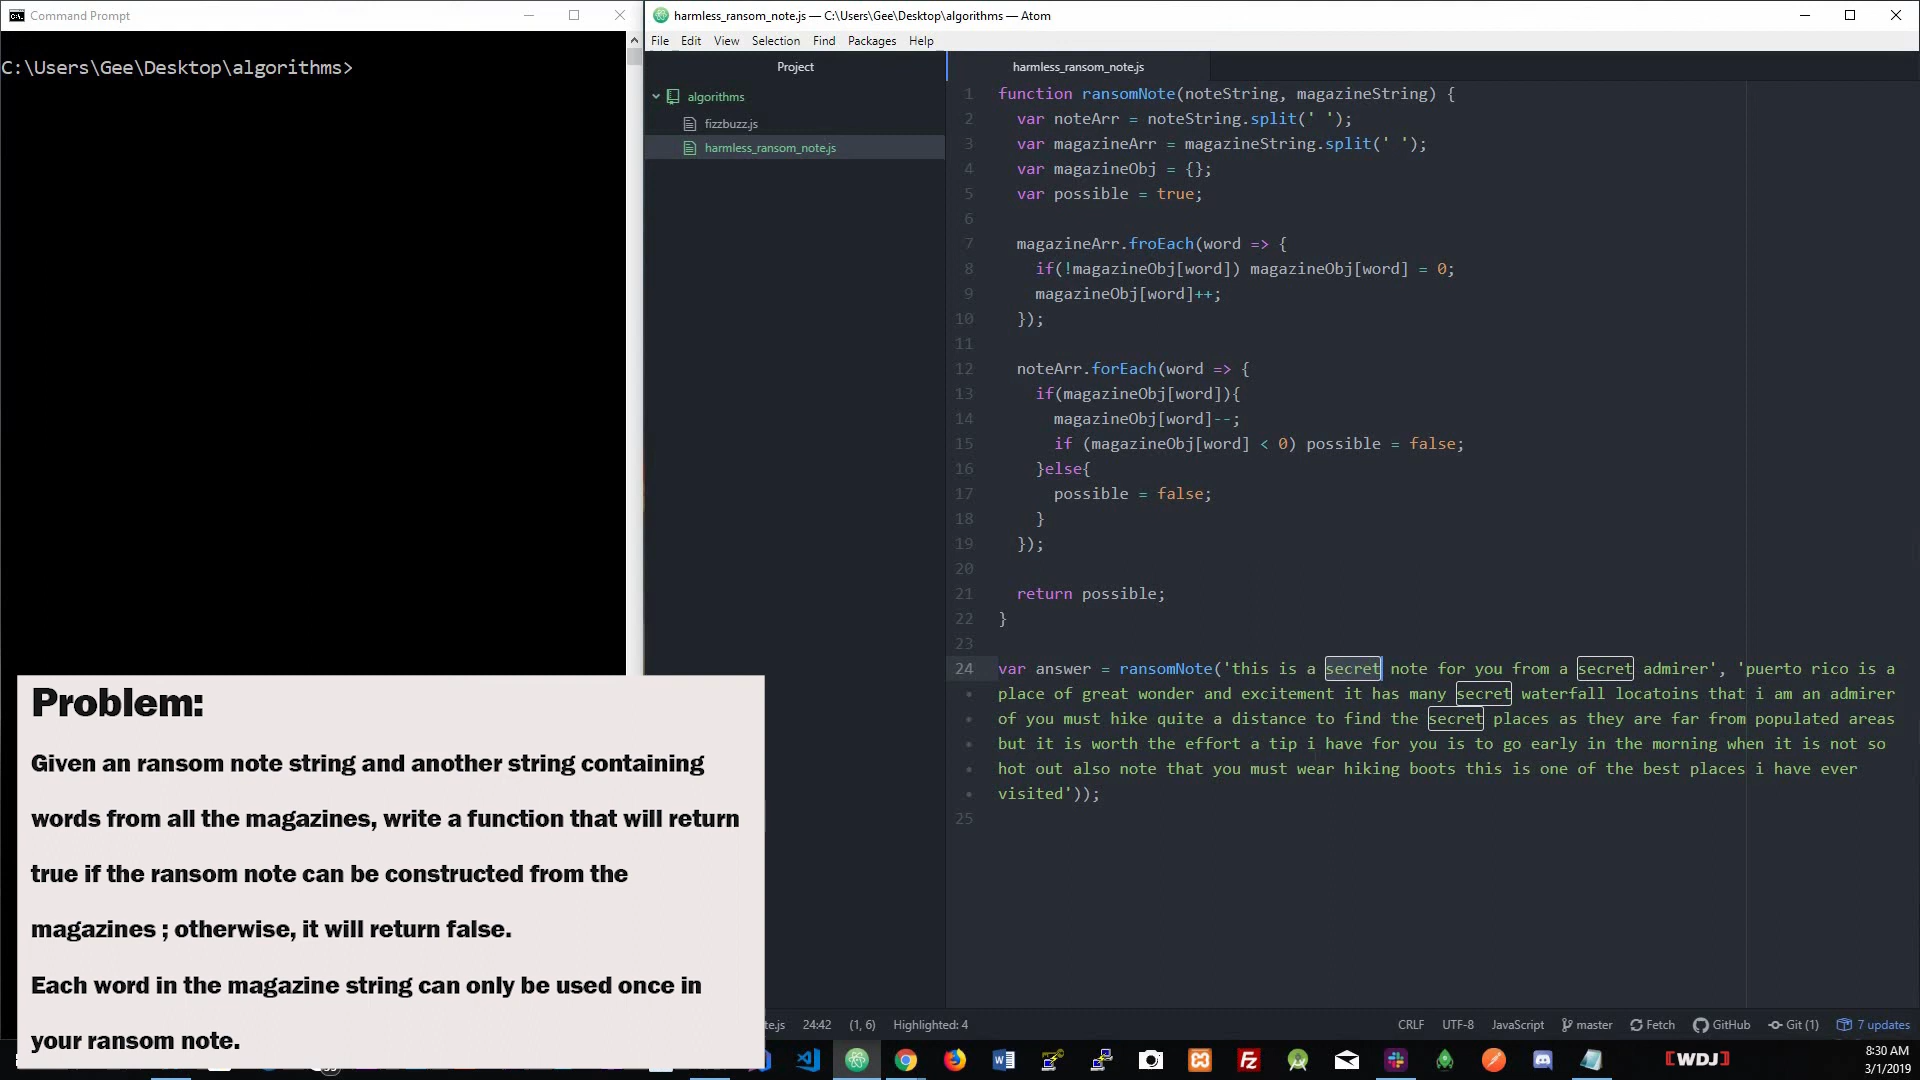 Command Prompt
C:\Users\Gee\Desktop\algorithms>
harmless_ransom_note.js — C:\Users\Gee\Desktop\algorithms — Atom
File Edit View Selection Find Packages Help
Project
algorithms
fizzbuzz.js
harmless_ransom_note.js
harmless_ransom_note.js
1 function ransomNote(noteString, magazineString) {
2 var noteArr = noteString.split(' ');
3 var magazineArr = magazineString.split(' ');
4 var magazineObj = {};
5 var possible = true;
6
7 magazineArr.froEach(word => {
8 if(!magazineObj[word]) magazineObj[word] = 0;
9 magazineObj[word]++;
10 });
11
12 noteArr.forEach(word => {
13 if(magazineObj[word]){
14 magazineObj[word]--;
15 if (magazineObj[word] < 0) possible = false;
16 }else{
17 possible = false;
18 }
19 });
20
21 return possible;
22 }
23
24 var answer = ransomNote('this is a secret note for you from a secret admirer', 'puerto rico is a
place of great wonder and excitement it has many secret waterfall locatoins that i am an admirer
of you must hike quite a distance to find the secret places as they are far from populated areas
but it is worth the effort a tip i have for you is to go early in the morning when it is not so
hot out also note that you must wear hiking boots this is one of the best places i have ever
visited'));
25
Problem:
Given an ransom note string and another string containing
words from all the magazines, write a function that will return
true if the ransom note can be constructed from the
magazines ; otherwise, it will return false.
Each word in the magazine string can only be used once in
your ransom note.
24:42 (1, 6) Highlighted: 4 CRLF UTF-8 JavaScript master Fetch GitHub Git (1) 7 updates
[WDJ]
8:30 AM
3/1/2019